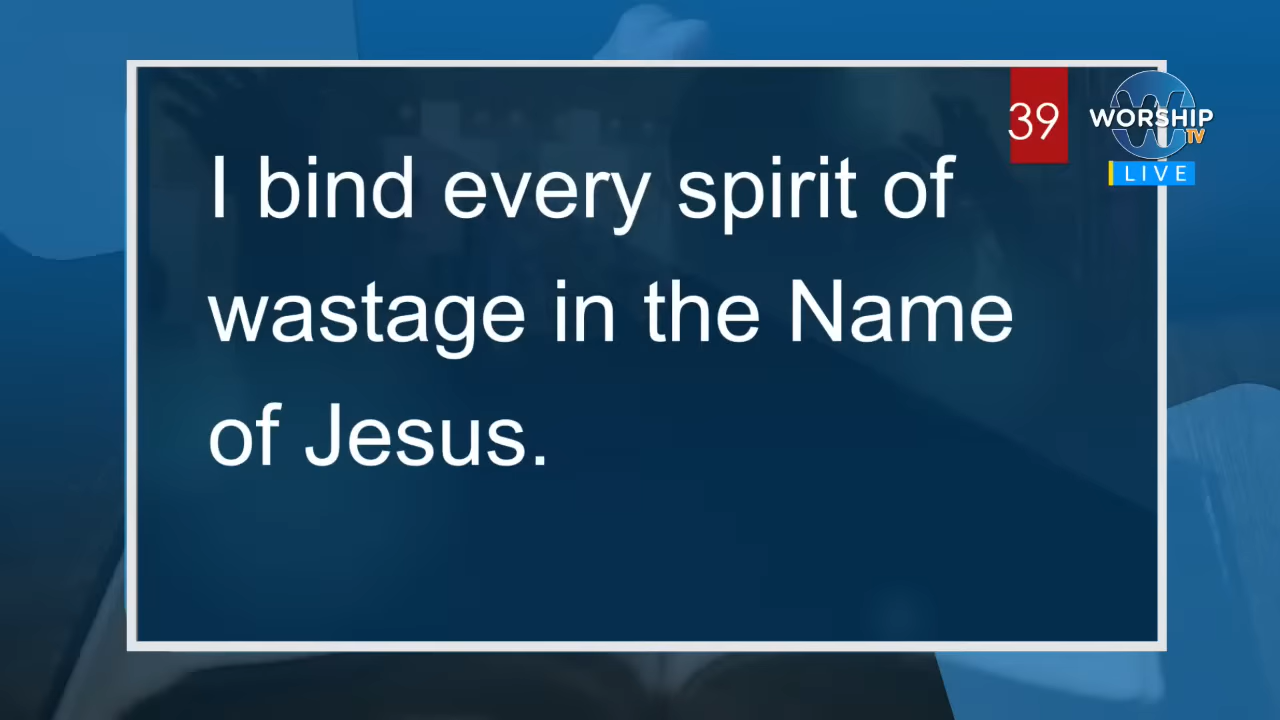 39
W
WORSHIP
TV
LIVE
I bind every spirit of
wastage in the Name
of Jesus.